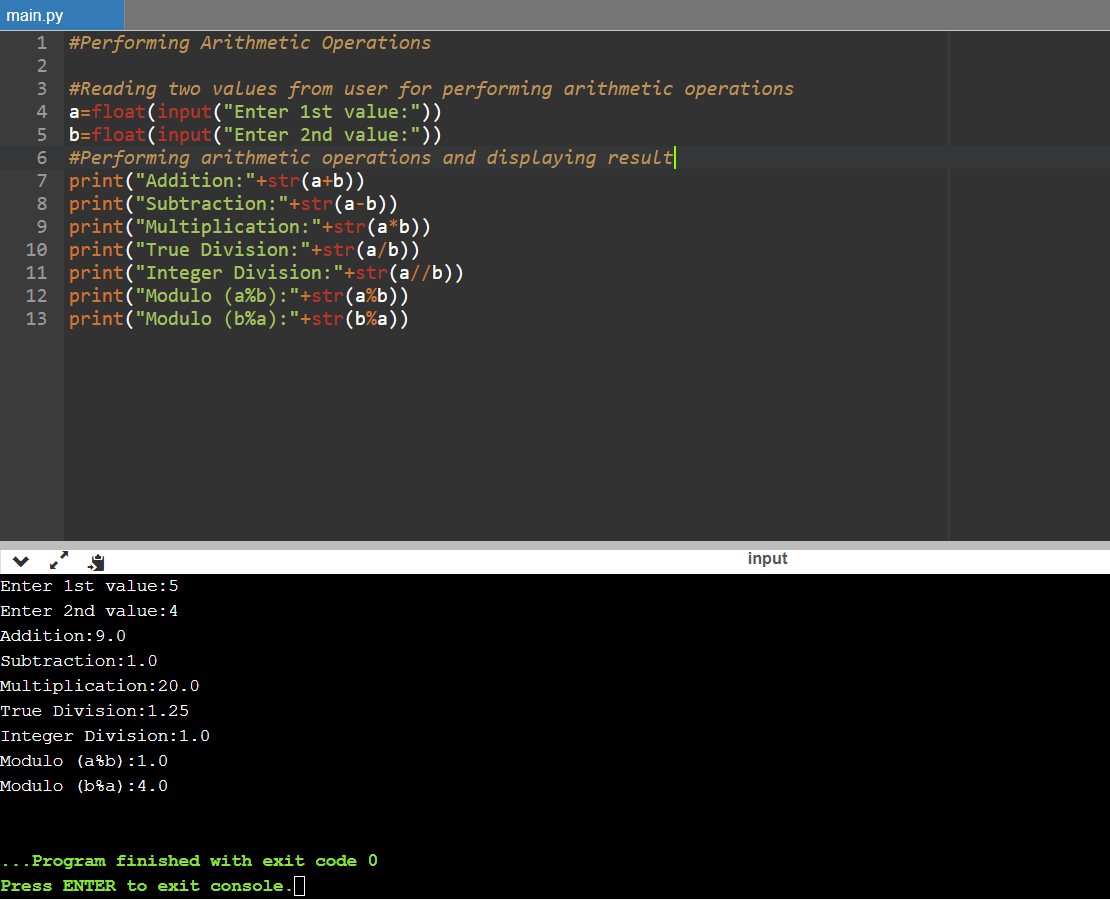 main.py
1 #Performing Arithmetic Operations
2
3 #Reading two values from user for performing arithmetic operations
4 a=float(input("Enter 1st value:"))
5 b=float(input("Enter 2nd value:"))
6 #Performing arithmetic operations and displaying result
7 print("Addition:"+str(a+b))
8 print("Subtraction:"+str(a-b))
9 print("Multiplication:"+str(a*b))
10 print("True Division:"+str(a/b))
11 print("Integer Division:"+str(a//b))
12 print("Modulo (a%b):"+str(a%b))
13 print("Modulo (b%a):"+str(b%a))
input
Enter 1st value:5
Enter 2nd value:4
Addition:9.0
Subtraction:1.0
Multiplication:20.0
True Division:1.25
Integer Division:1.0
Modulo (a%b):1.0
Modulo (b%a):4.0
...Program finished with exit code 0
Press ENTER to exit console.